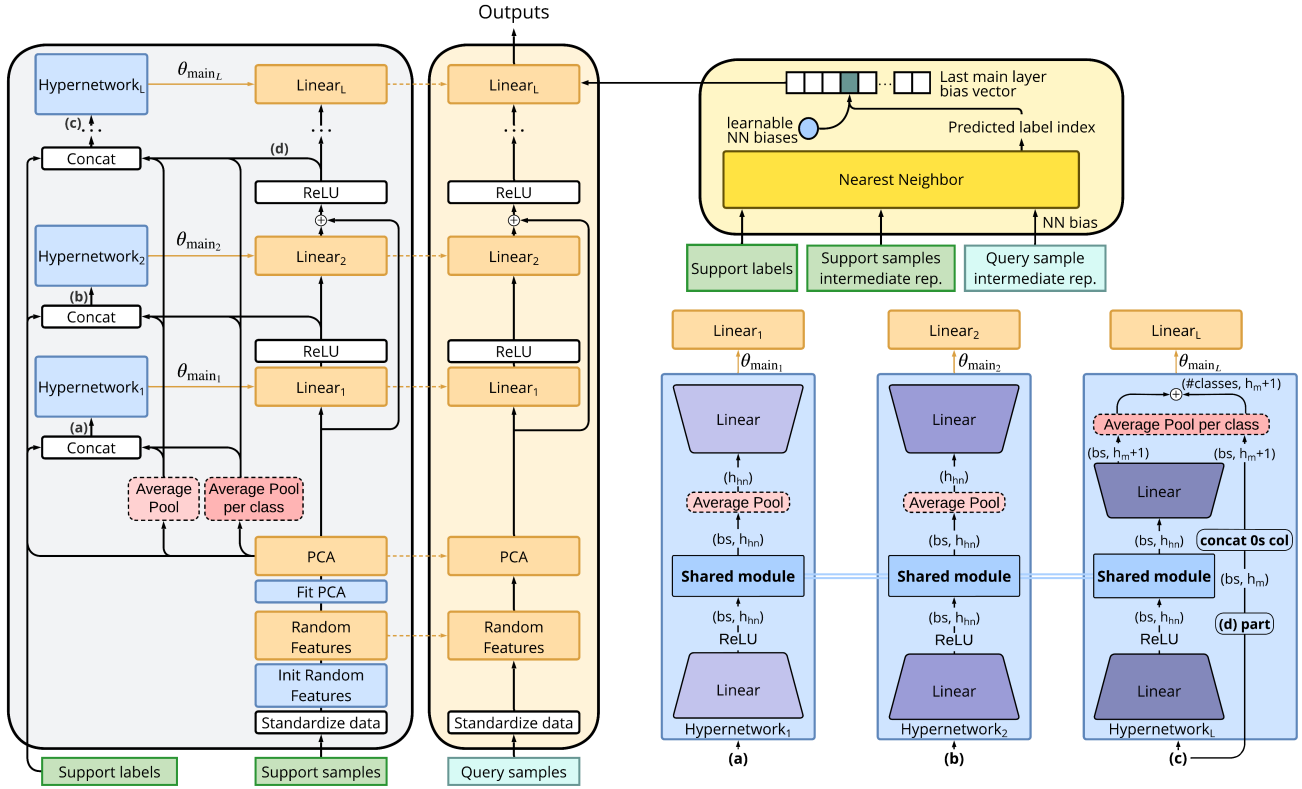 Outputs
Hypernetwork_L
θ_main_L
Linear_L
Linear_L
(c)
...
...
...
Concat
(d)
ReLU
ReLU
+
+
Hypernetwork_2
θ_main_2
Linear_2
Linear_2
(b)
Concat
ReLU
ReLU
Hypernetwork_1
θ_main_1
Linear_1
Linear_1
(a)
Concat
Average
Pool
Average Pool
per class
PCA
PCA
Fit PCA
Random
Features
Random
Features
Init Random
Features
Standardize data
Standardize data
Support labels
Support samples
Query samples
...
Last main layer
bias vector
learnable
NN biases
Predicted label index
Nearest Neighbor
NN bias
Support labels
Support samples
intermediate rep.
Query sample
intermediate rep.
Linear_1
θ_main_1
Linear
(h_hn)
Average Pool
(bs, h_hn)
Shared module
(bs, h_hn)
ReLU
Linear
Hypernetwork_1
(a)
Linear_2
θ_main_2
Linear
(h_hn)
Average Pool
(bs, h_hn)
Shared module
(bs, h_hn)
ReLU
Linear
Hypernetwork_2
(b)
Linear_L
θ_main_L
(#classes, h_m+1)
+
Average Pool per class
(bs, h_m+1)
(bs, h_m+1)
Linear
(bs, h_hn)
concat 0s col
Shared module
(bs, h_m)
(bs, h_hn)
(d) part
ReLU
Linear
Hypernetwork_L
(c)